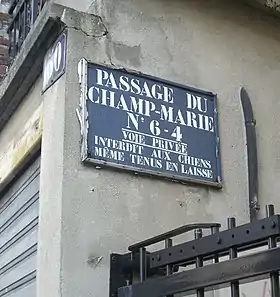 PASSAGE DU
CHAMP-MARIE
N° 6-4
VOIE PRIVÉE
INTERDIT AUX CHIENS
MÊME TENUS EN LAISSE